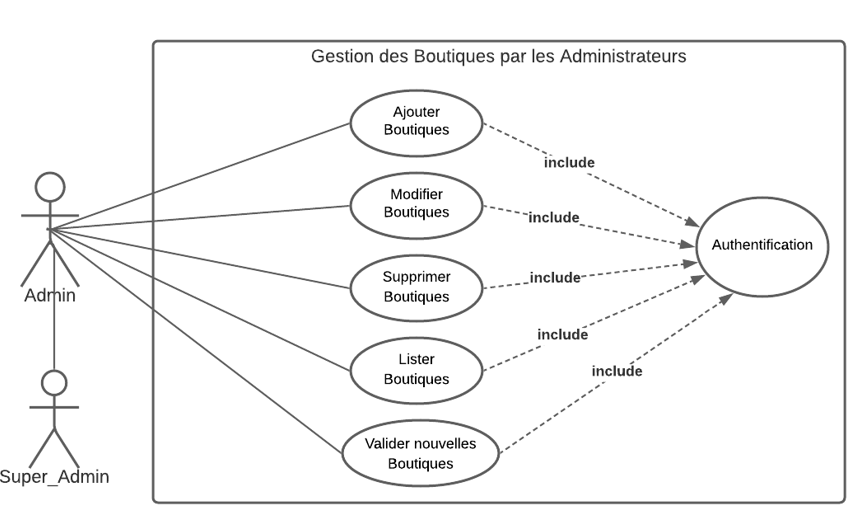 Gestion des Boutiques par les Administrateurs
Ajouter
Boutiques
include
Modifier
Boutiques
include
Authentification
Supprimer
Boutiques
include
Admin
include
Lister
Boutiques
include
Valider nouvelles
Boutiques
Super_Admin